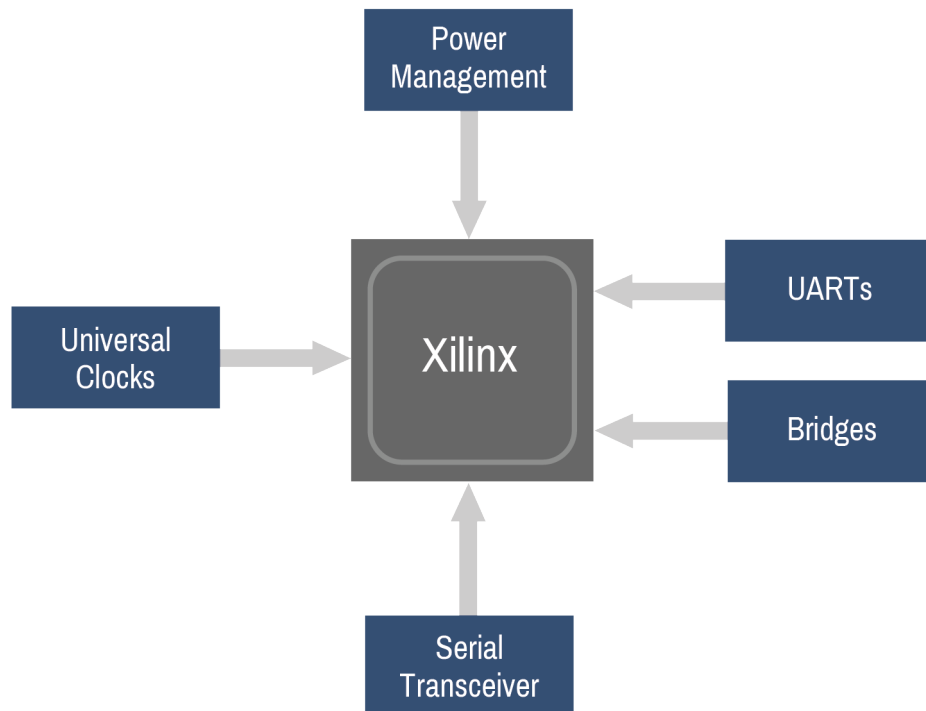 Power
Management
UARTs
Universal
Clocks
Xilinx
Bridges
Serial
Transceiver